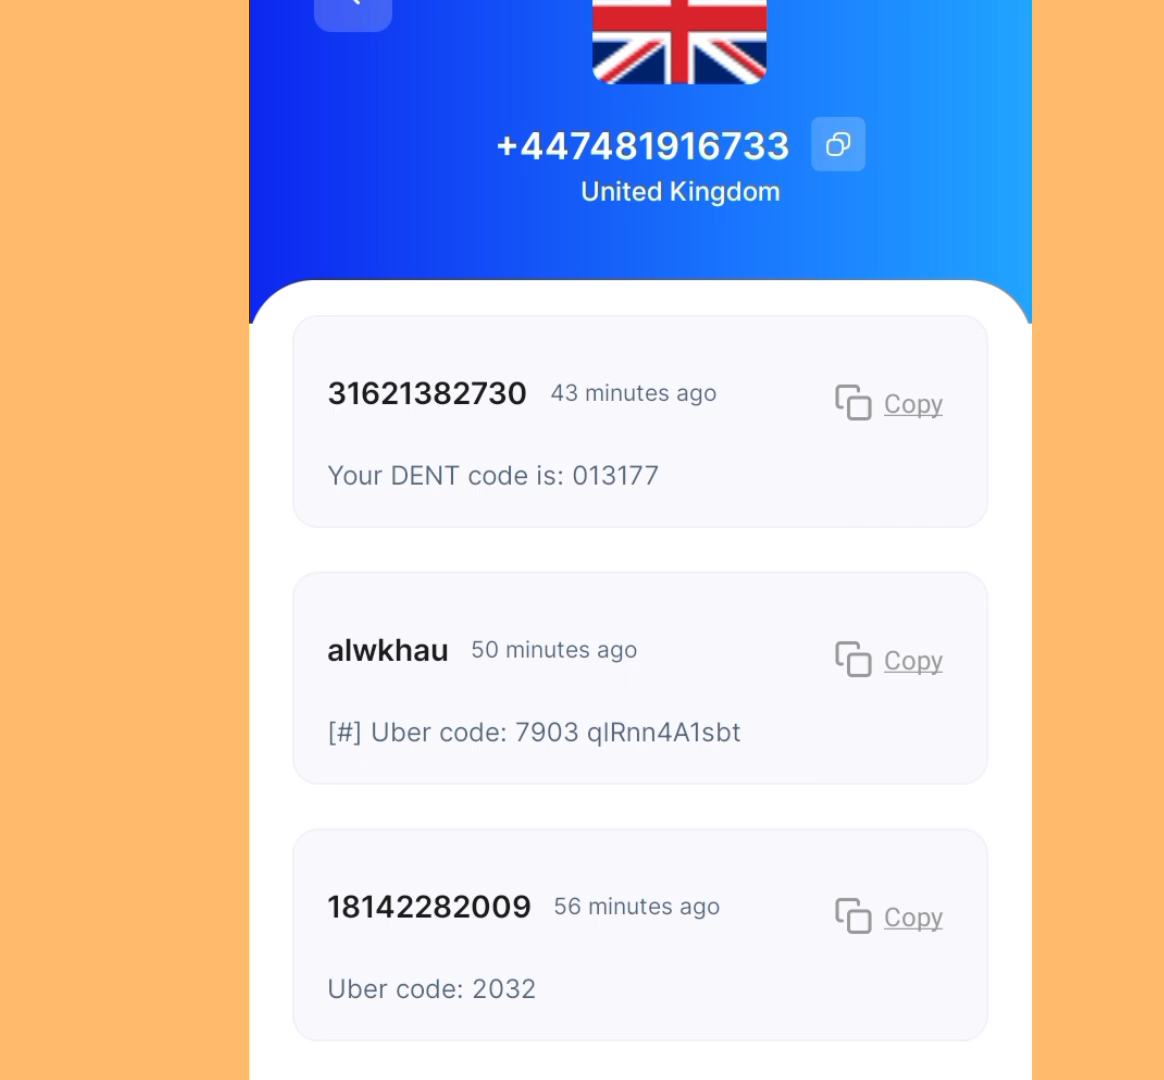 +447481916733
United Kingdom
31621382730 43 minutes ago
Copy
Your DENT code is: 013177
alwkhau 50 minutes ago
Copy
[#] Uber code: 7903 qlRnn4A1sbt
18142282009 56 minutes ago
Copy
Uber code: 2032